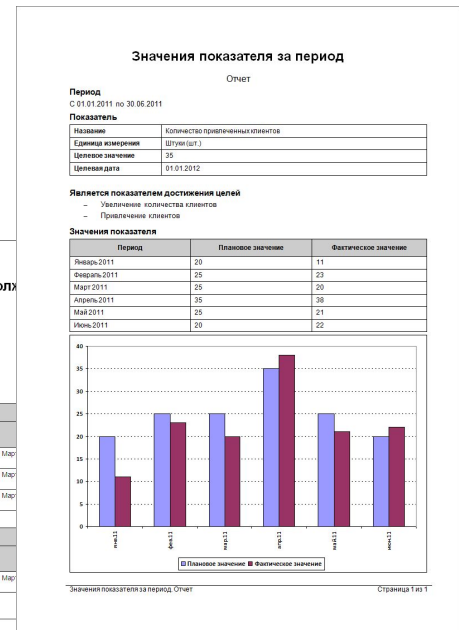 Значения показателя за период
Отчет
Период
С 01.01.2011 по 30.06.2011
Показатель
Название Количество привлеченных клиентов
Единица измерения Штуки (шт.)
Целевое значение 35
Целевая дата 01.01.2012
Является показателем достижения целей
– Увеличение количества клиентов
– Привлечение клиентов
Значения показателя
Период Плановое значение Фактическое значение
Январь 2011 20 11
Февраль 2011 25 23
Март 2011 25 20
Апрель 2011 35 38
Май 2011 25 21
Июнь 2011 20 22
40
35
30
25
20
15
10
5
0
янв.11 фев.11 мар.11 апр.11 май.11 июн.11
Плановое значение Фактическое значение
Значения показателя за период. Отчет Страница 1 из 1
Мар
Мар
Мар
Мар